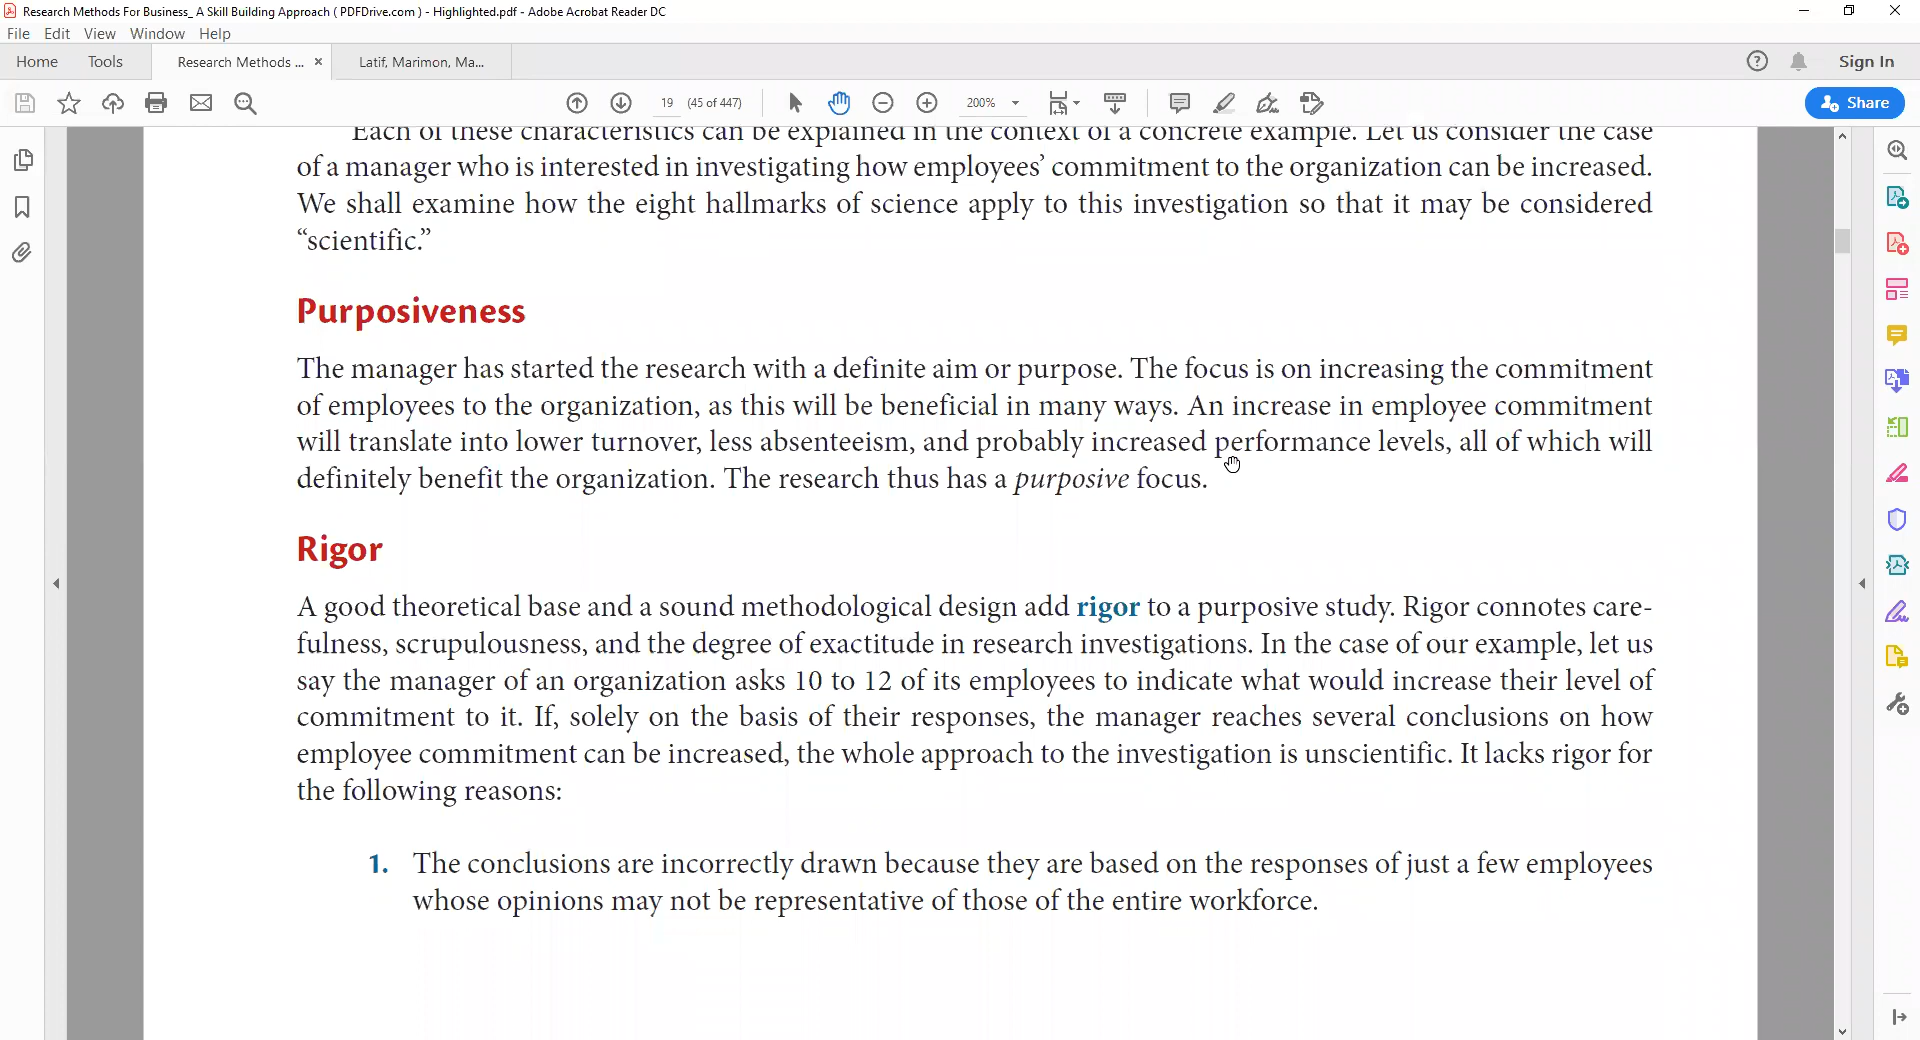 Research Methods For Business_ A Skill Building Approach ( PDFDrive.com ) - Highlighted.pdf - Adobe Acrobat Reader DC
File Edit View Window Help
Home Tools Research Methods ... × Latif, Marimon, Ma... Sign In
19 (45 of 447) 200% Share
Each of these characteristics can be explained in the context of a concrete example. Let us consider the case
of a manager who is interested in investigating how employees’ commitment to the organization can be increased.
We shall examine how the eight hallmarks of science apply to this investigation so that it may be considered
“scientific.”
Purposiveness
The manager has started the research with a definite aim or purpose. The focus is on increasing the commitment
of employees to the organization, as this will be beneficial in many ways. An increase in employee commitment
will translate into lower turnover, less absenteeism, and probably increased performance levels, all of which will
definitely benefit the organization. The research thus has a purposive focus.
Rigor
A good theoretical base and a sound methodological design add rigor to a purposive study. Rigor connotes care-
fulness, scrupulousness, and the degree of exactitude in research investigations. In the case of our example, let us
say the manager of an organization asks 10 to 12 of its employees to indicate what would increase their level of
commitment to it. If, solely on the basis of their responses, the manager reaches several conclusions on how
employee commitment can be increased, the whole approach to the investigation is unscientific. It lacks rigor for
the following reasons:
1. The conclusions are incorrectly drawn because they are based on the responses of just a few employees
whose opinions may not be representative of those of the entire workforce.